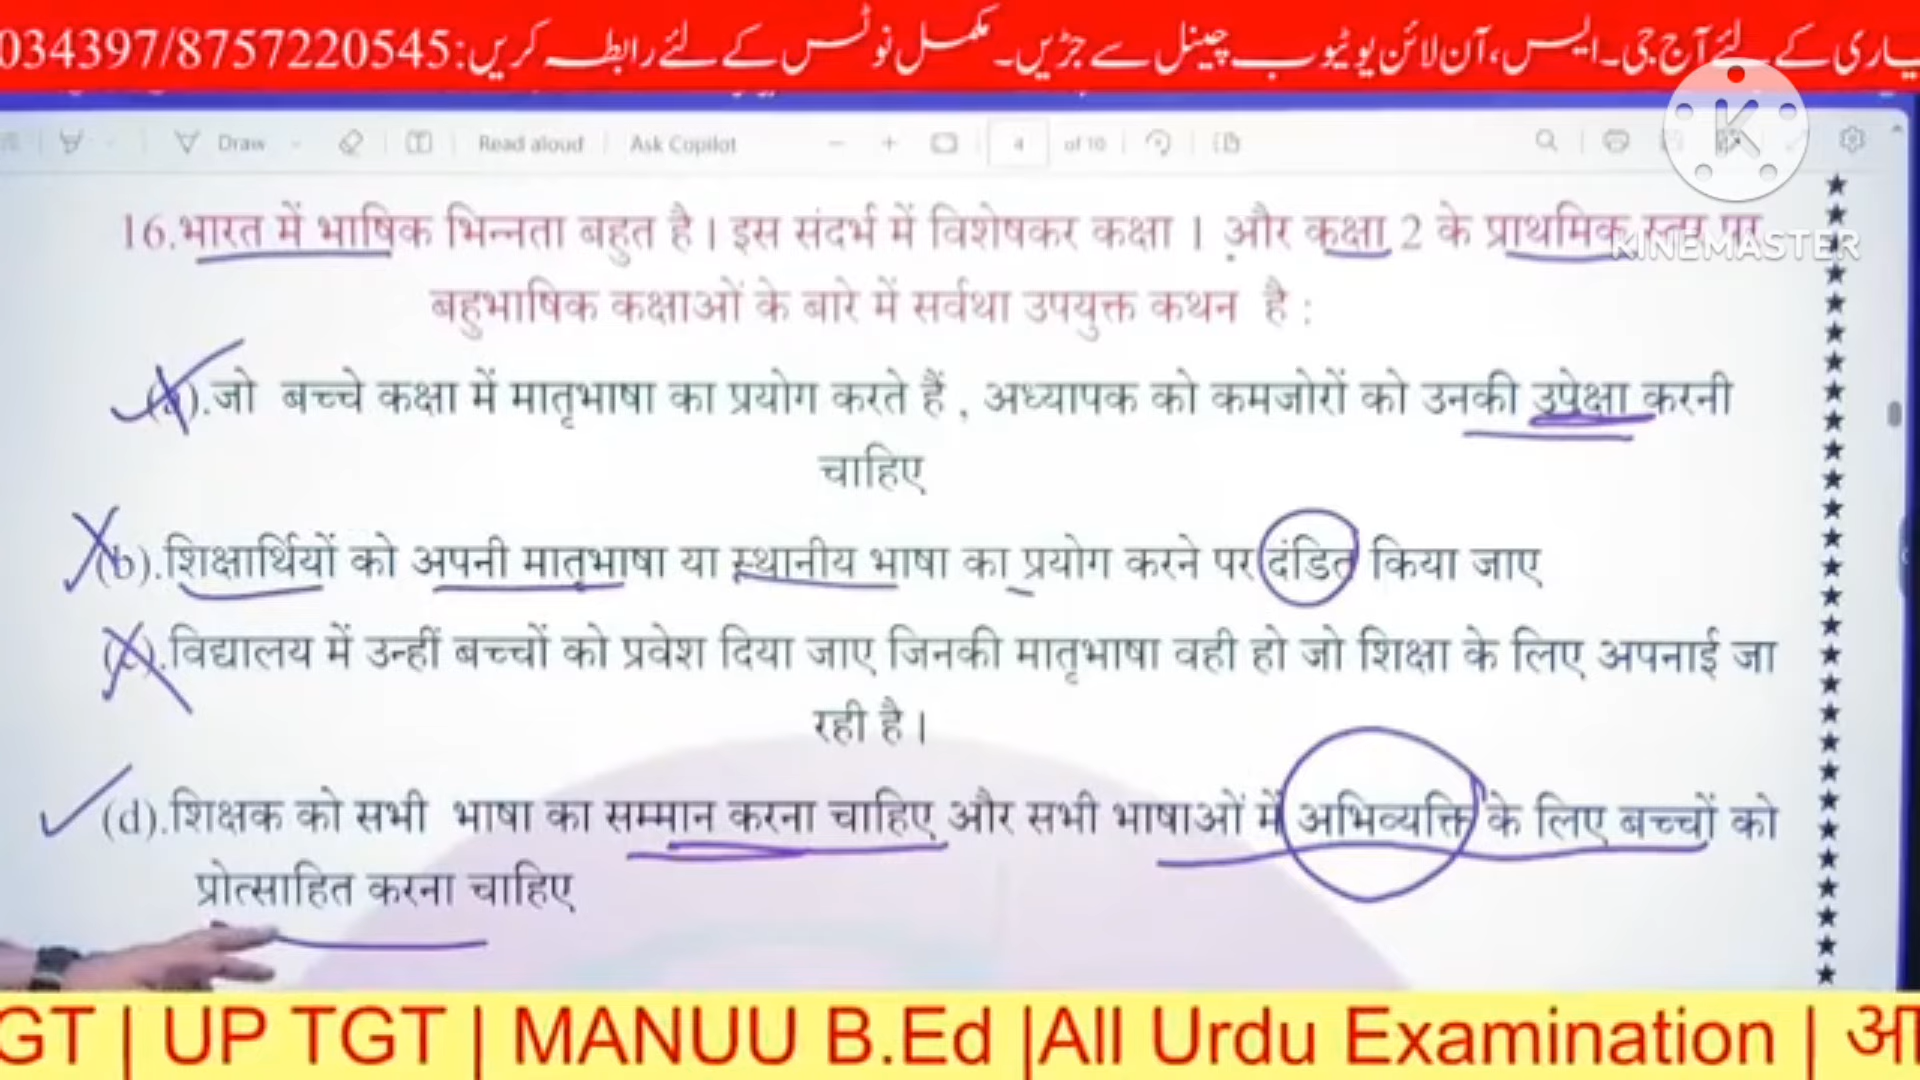 یاری کے لئے آج جی۔ایس، آن لائن یوٹیوب چینل سے جڑیں۔ مکمل نوٹس کے لئے رابطہ کریں:034397/8757220545
Draw Read aloud Ask Copilot 4 of 10
KINEMASTER
16.भारत में भाषिक भिन्नता बहुत है। इस संदर्भ में विशेषकर कक्षा 1 और कक्षा 2 के प्राथमिक स्तर पर
बहुभाषिक कक्षाओं के बारे में सर्वथा उपयुक्त कथन है :
(a).जो बच्चे कक्षा में मातृभाषा का प्रयोग करते हैं , अध्यापक को कमजोरों को उनकी उपेक्षा करनी
चाहिए
(b).शिक्षार्थियों को अपनी मातृभाषा या स्थानीय भाषा का प्रयोग करने पर दंडित किया जाए
(c).विद्यालय में उन्हीं बच्चों को प्रवेश दिया जाए जिनकी मातृभाषा वही हो जो शिक्षा के लिए अपनाई जा
रही है।
(d).शिक्षक को सभी भाषा का सम्मान करना चाहिए और सभी भाषाओं में अभिव्यक्ति के लिए बच्चों को
प्रोत्साहित करना चाहिए
GT | UP TGT | MANUU B.Ed |All Urdu Examination | आ